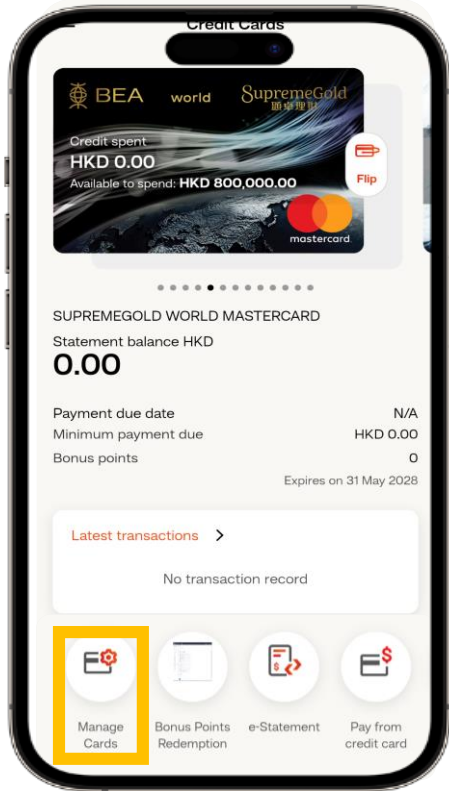 Credit Cards
BEA world SupremeGold
顯卓理財
Credit spent
HKD 0.00
Available to spend: HKD 800,000.00
Flip
mastercard
SUPREMEGOLD WORLD MASTERCARD
Statement balance HKD
0.00
Payment due date N/A
Minimum payment due HKD 0.00
Bonus points 0
Expires on 31 May 2028
Latest transactions >
No transaction record
Manage Cards
Bonus Points Redemption
e-Statement
Pay from credit card